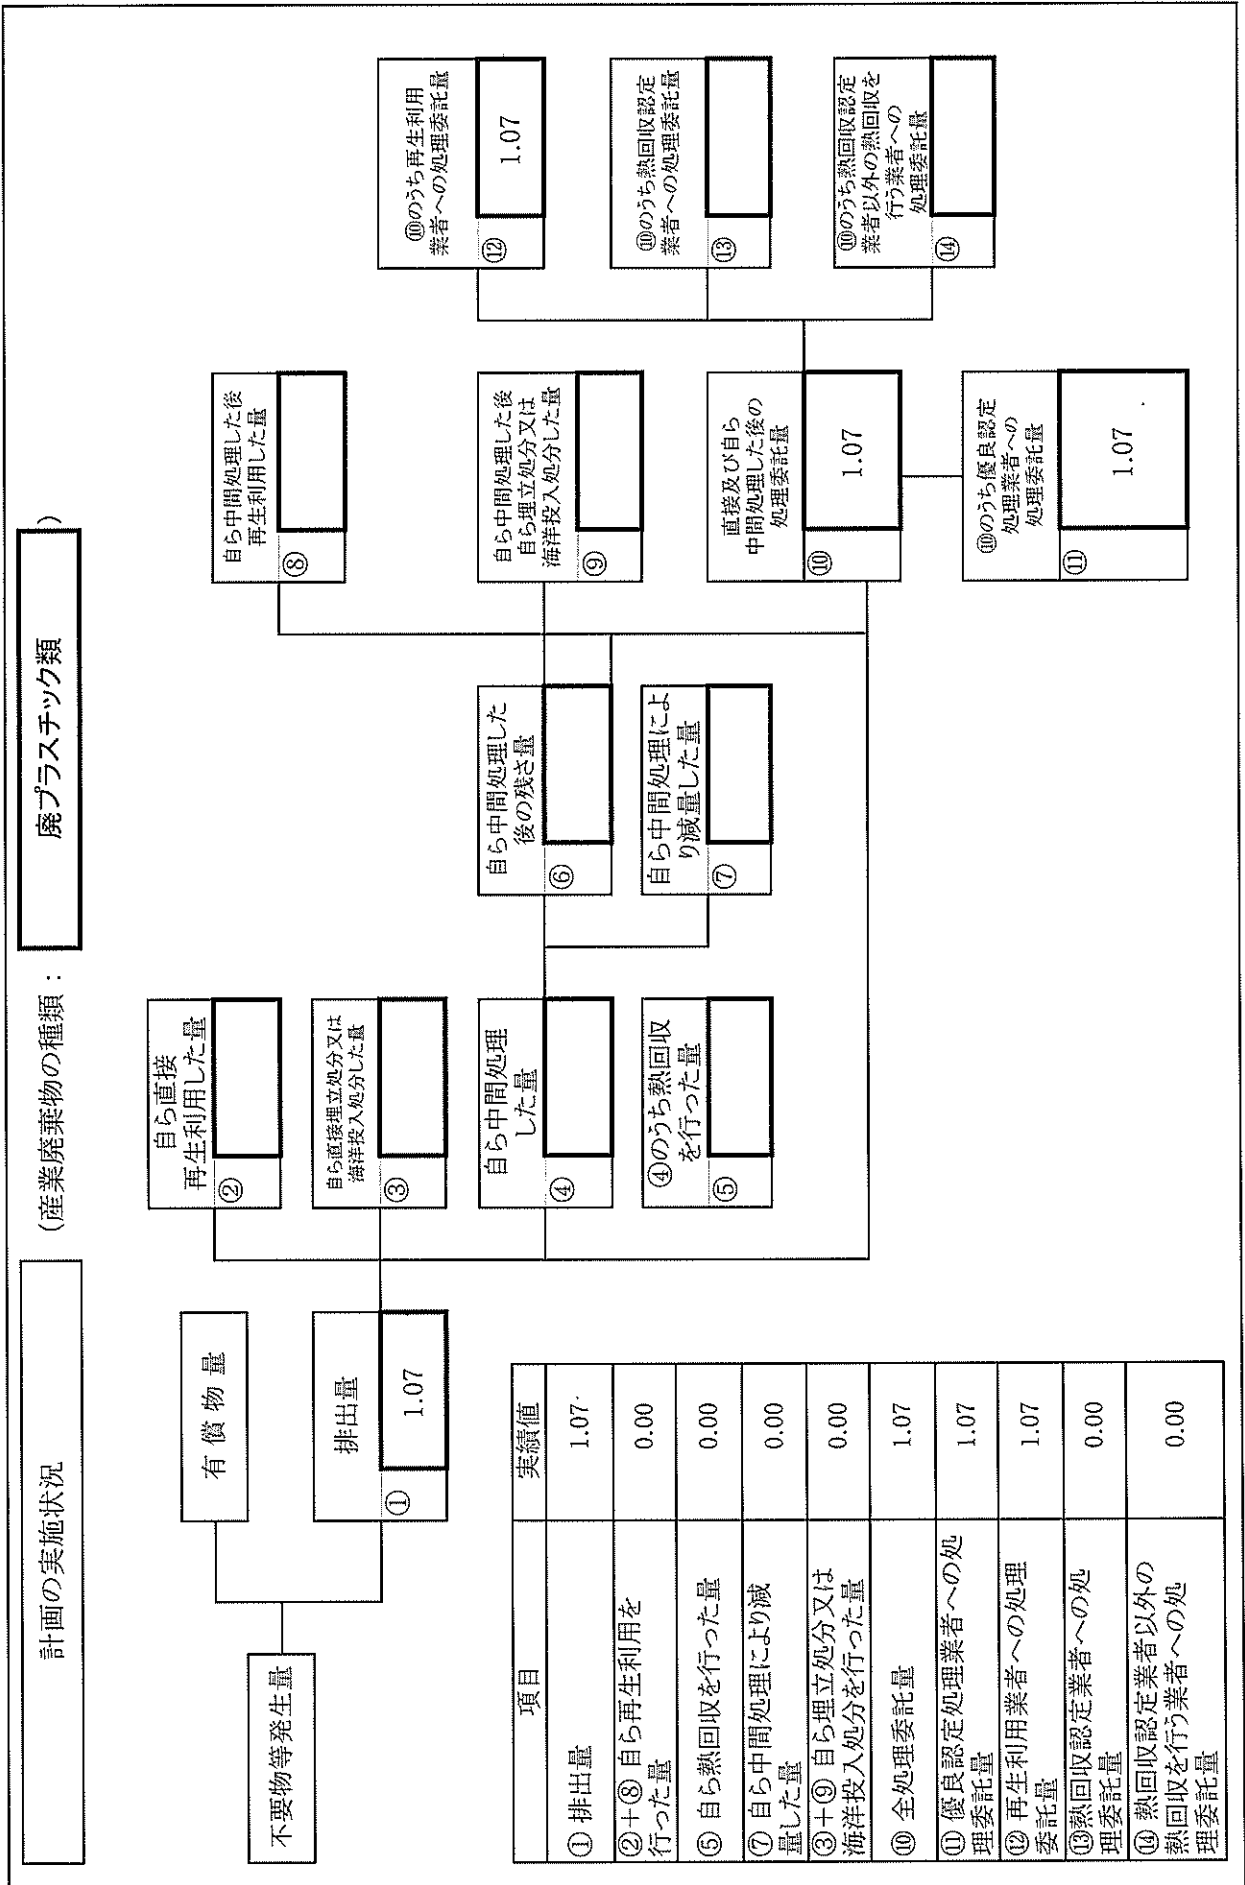 計画の実施状況
（産業廃棄物の種類：
廃プラスチック類
）
不要物等発生量
有償物量
排出量
①
1.07
自ら直接
再生利用した量
②
自ら直接埋立処分又は
海洋投入処分した量
③
自ら中間処理
した量
④
④のうち熱回収
を行った量
⑤
自ら中間処理した
後の残さ量
⑥
自ら中間処理によ
り減量した量
⑦
自ら中間処理した後
再生利用した量
⑧
自ら中間処理した後
自ら埋立処分又は
海洋投入処分した量
⑨
直接及び自ら
中間処理した後の
処理委託量
⑩
1.07
⑩のうち優良認定
処理業者への
処理委託量
⑪
1.07
⑩のうち再生利用
業者への処理委託量
⑫
1.07
⑩のうち熱回収認定
業者への処理委託量
⑬
⑩のうち熱回収認定
業者以外の熱回収を
行う業者への
処理委託量
⑭
項目 実績値
① 排出量 1.07
②＋⑧ 自ら再生利用を
行った量 0.00
⑤ 自ら熱回収を行った量 0.00
⑦ 自ら中間処理により減
量した量 0.00
③＋⑨ 自ら埋立処分又は
海洋投入処分を行った量 0.00
⑩ 全処理委託量 1.07
⑪ 優良認定処理業者への処
理委託量 1.07
⑫ 再生利用業者への処理
委託量 1.07
⑬熱回収認定業者への処
理委託量 0.00
⑭ 熱回収認定業者以外の
熱回収を行う業者への処
理委託量 0.00